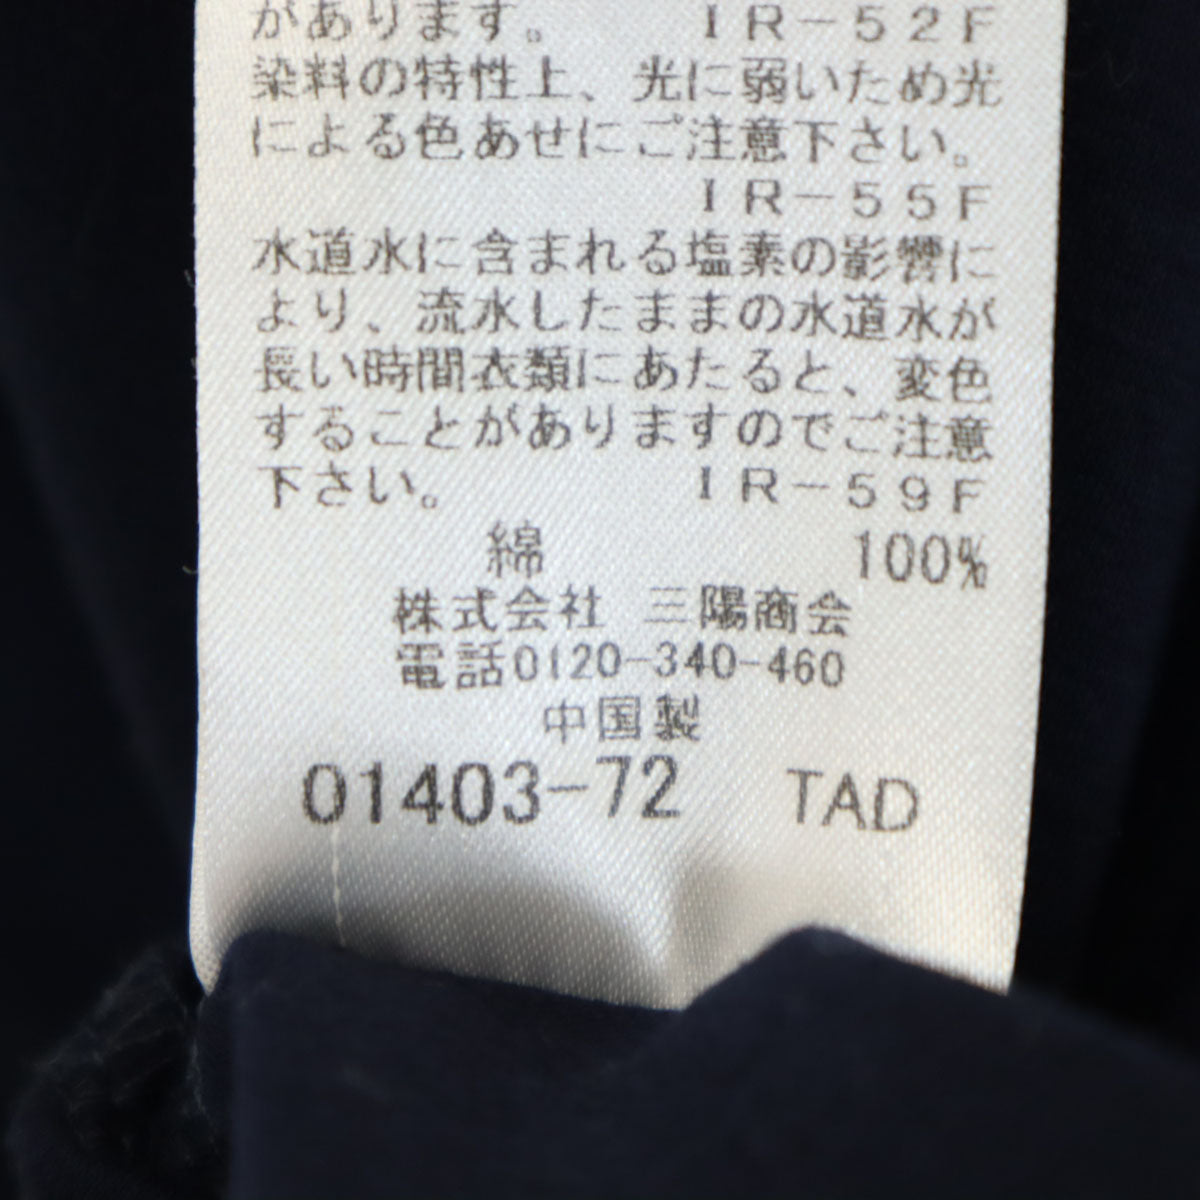 があります。　ＩＲ－５２Ｆ
染料の特性上、光に弱いため光
による色あせにご注意下さい。
ＩＲ－５５Ｆ
水道水に含まれる塩素の影響に
より、流水したままの水道水が
長い時間衣類にあたると、変色
することがありますのでご注意
下さい。　ＩＲ－５９Ｆ
綿　100%
株式会社 三陽商会
電話0120-340-460
中国製
01403-72 TAD